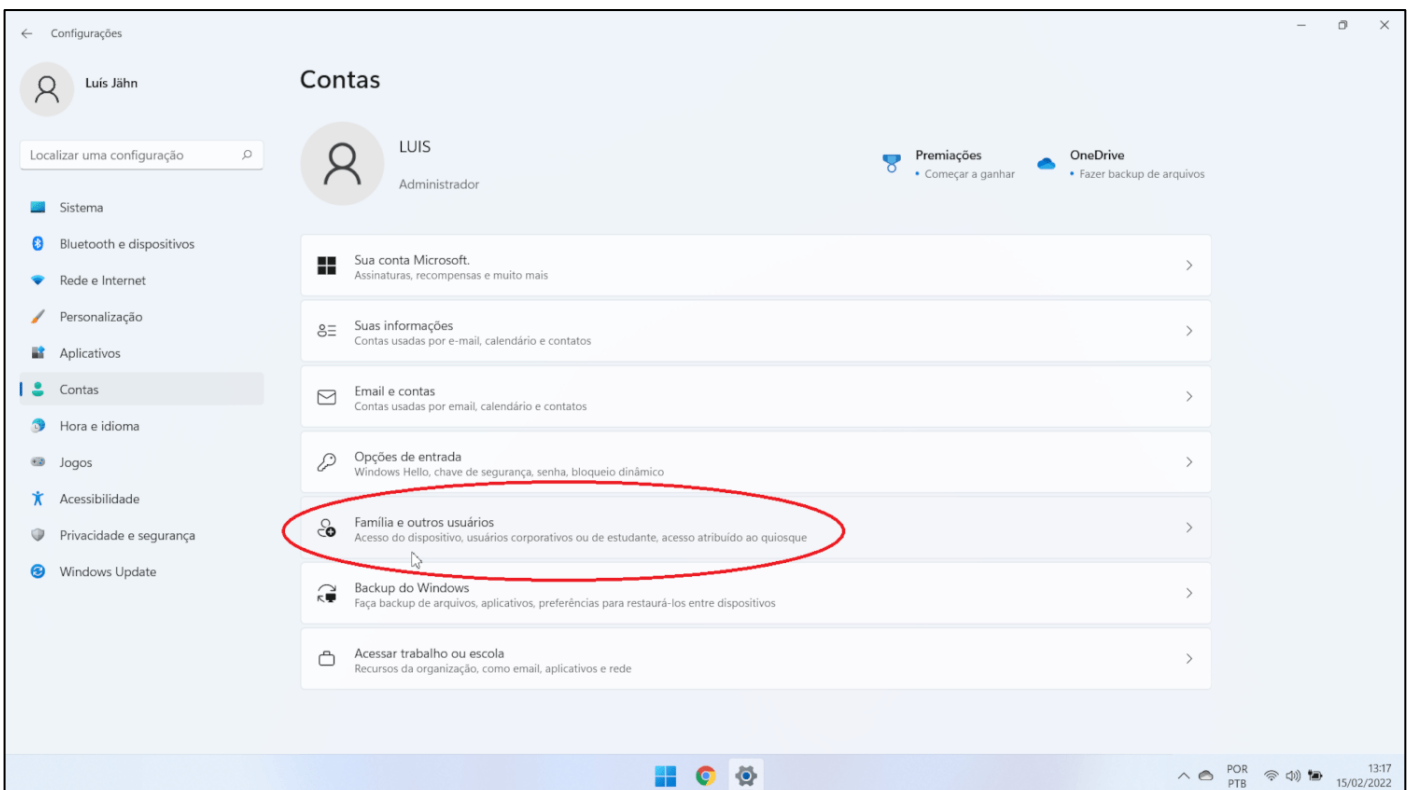 Configurações
Luís Jähn
Localizar uma configuração
Sistema
Bluetooth e dispositivos
Rede e Internet
Personalização
Aplicativos
Contas
Hora e idioma
Jogos
Acessibilidade
Privacidade e segurança
Windows Update
Contas
LUIS
Administrador
Premiações
• Começar a ganhar
OneDrive
• Fazer backup de arquivos
Sua conta Microsoft.
Assinaturas, recompensas e muito mais
Suas informações
Contas usadas por e-mail, calendário e contatos
Email e contas
Contas usadas por email, calendário e contatos
Opções de entrada
Windows Hello, chave de segurança, senha, bloqueio dinâmico
Família e outros usuários
Acesso do dispositivo, usuários corporativos ou de estudante, acesso atribuído ao quiosque
Backup do Windows
Faça backup de arquivos, aplicativos, preferências para restaurá-los entre dispositivos
Acessar trabalho ou escola
Recursos da organização, como email, aplicativos e rede
POR
PTB
13:17
15/02/2022